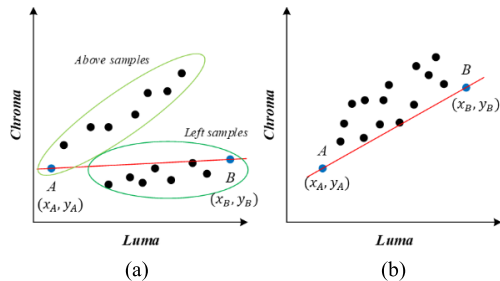 Above samples
Left samples
A
(x_A, y_A)
B
(x_B, y_B)
Chroma
Luma
(a)
B
(x_B, y_B)
A
(x_A, y_A)
Chroma
Luma
(b)